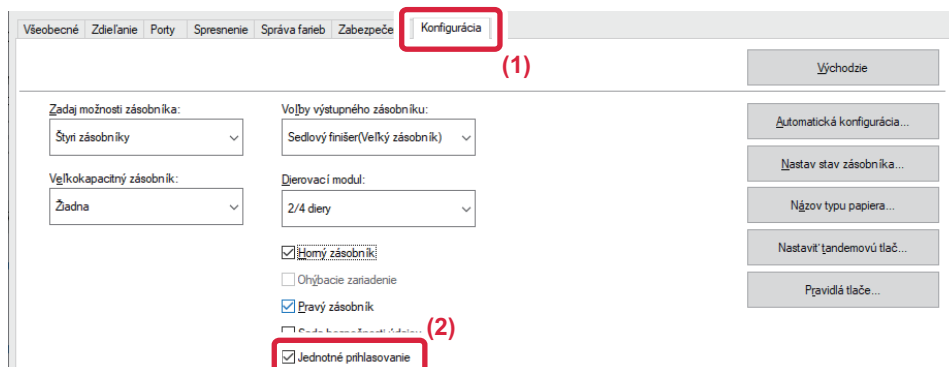 Všeobecné Zdieľanie Porty Spresnenie Správa farieb Zabezpeče Konfigurácia
(1)
Východzie
Zadaj možnosti zásobníka:
Štyri zásobníky
Voľby výstupného zásobníku:
Sedlový finišer(Veľký zásobník)
Automatická konfigurácia...
Nastav stav zásobníka...
Veľkokapacitný zásobník:
Žiadna
Dierovací modul:
2/4 diery
Názov typu papiera...
Horný zásobník
Nastaviť tandemovú tlač...
Ohýbacie zariadenie
Pravidlá tlače...
Pravý zásobník
(2)
Jednotné prihlasovanie